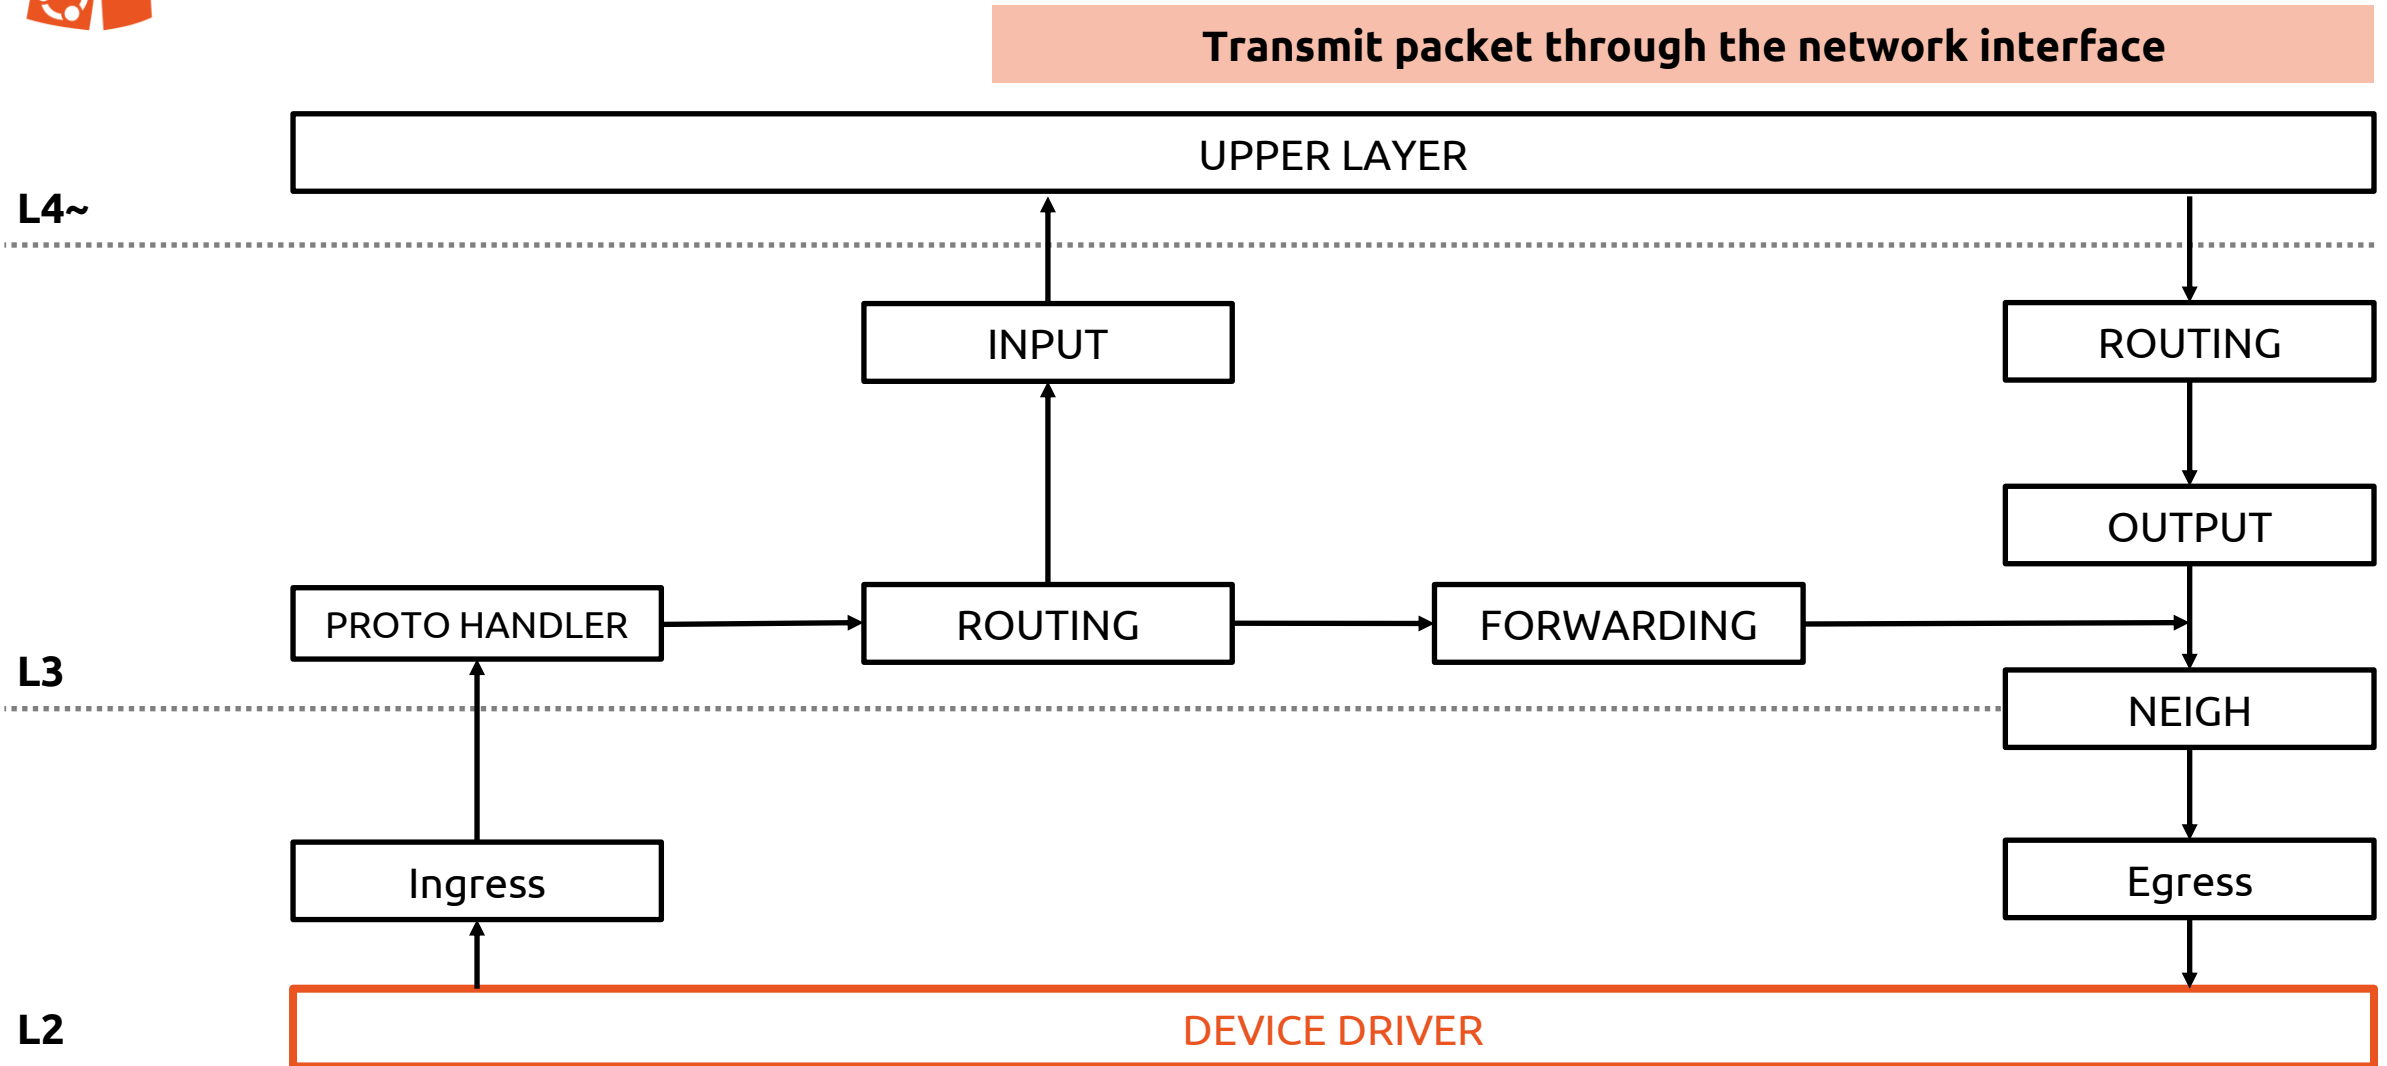 Transmit packet through the network interface
UPPER LAYER
L4~
INPUT
ROUTING
OUTPUT
PROTO HANDLER
ROUTING
FORWARDING
L3
NEIGH
Ingress
Egress
L2
DEVICE DRIVER